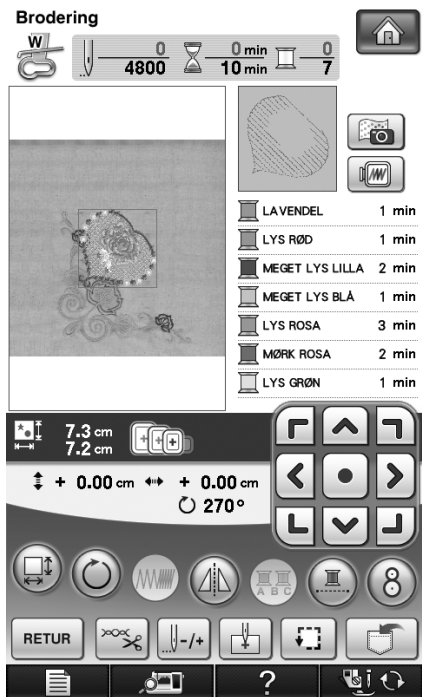 Brodering
W
0 0 min 0
4800 10 min 7
LAVENDEL 1 min
LYS RØD 1 min
MEGET LYS LILLA 2 min
MEGET LYS BLÅ 1 min
LYS ROSA 3 min
MØRK ROSA 2 min
LYS GRØN 1 min
7.3 cm
7.2 cm
+ 0.00 cm + 0.00 cm
270°
A B C
8
RETUR -/+
?